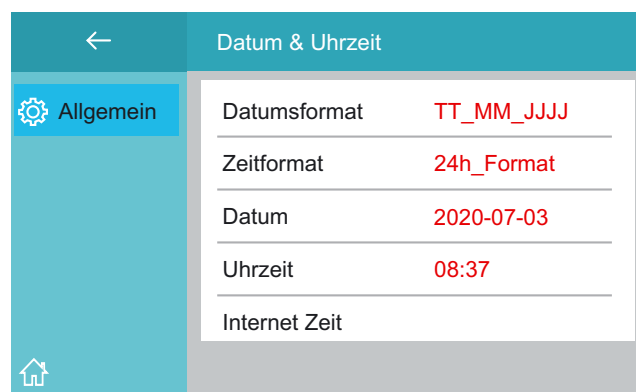 Datum & Uhrzeit
Allgemein
Datumsformat TT_MM_JJJJ
Zeitformat 24h_Format
Datum 2020-07-03
Uhrzeit 08:37
Internet Zeit